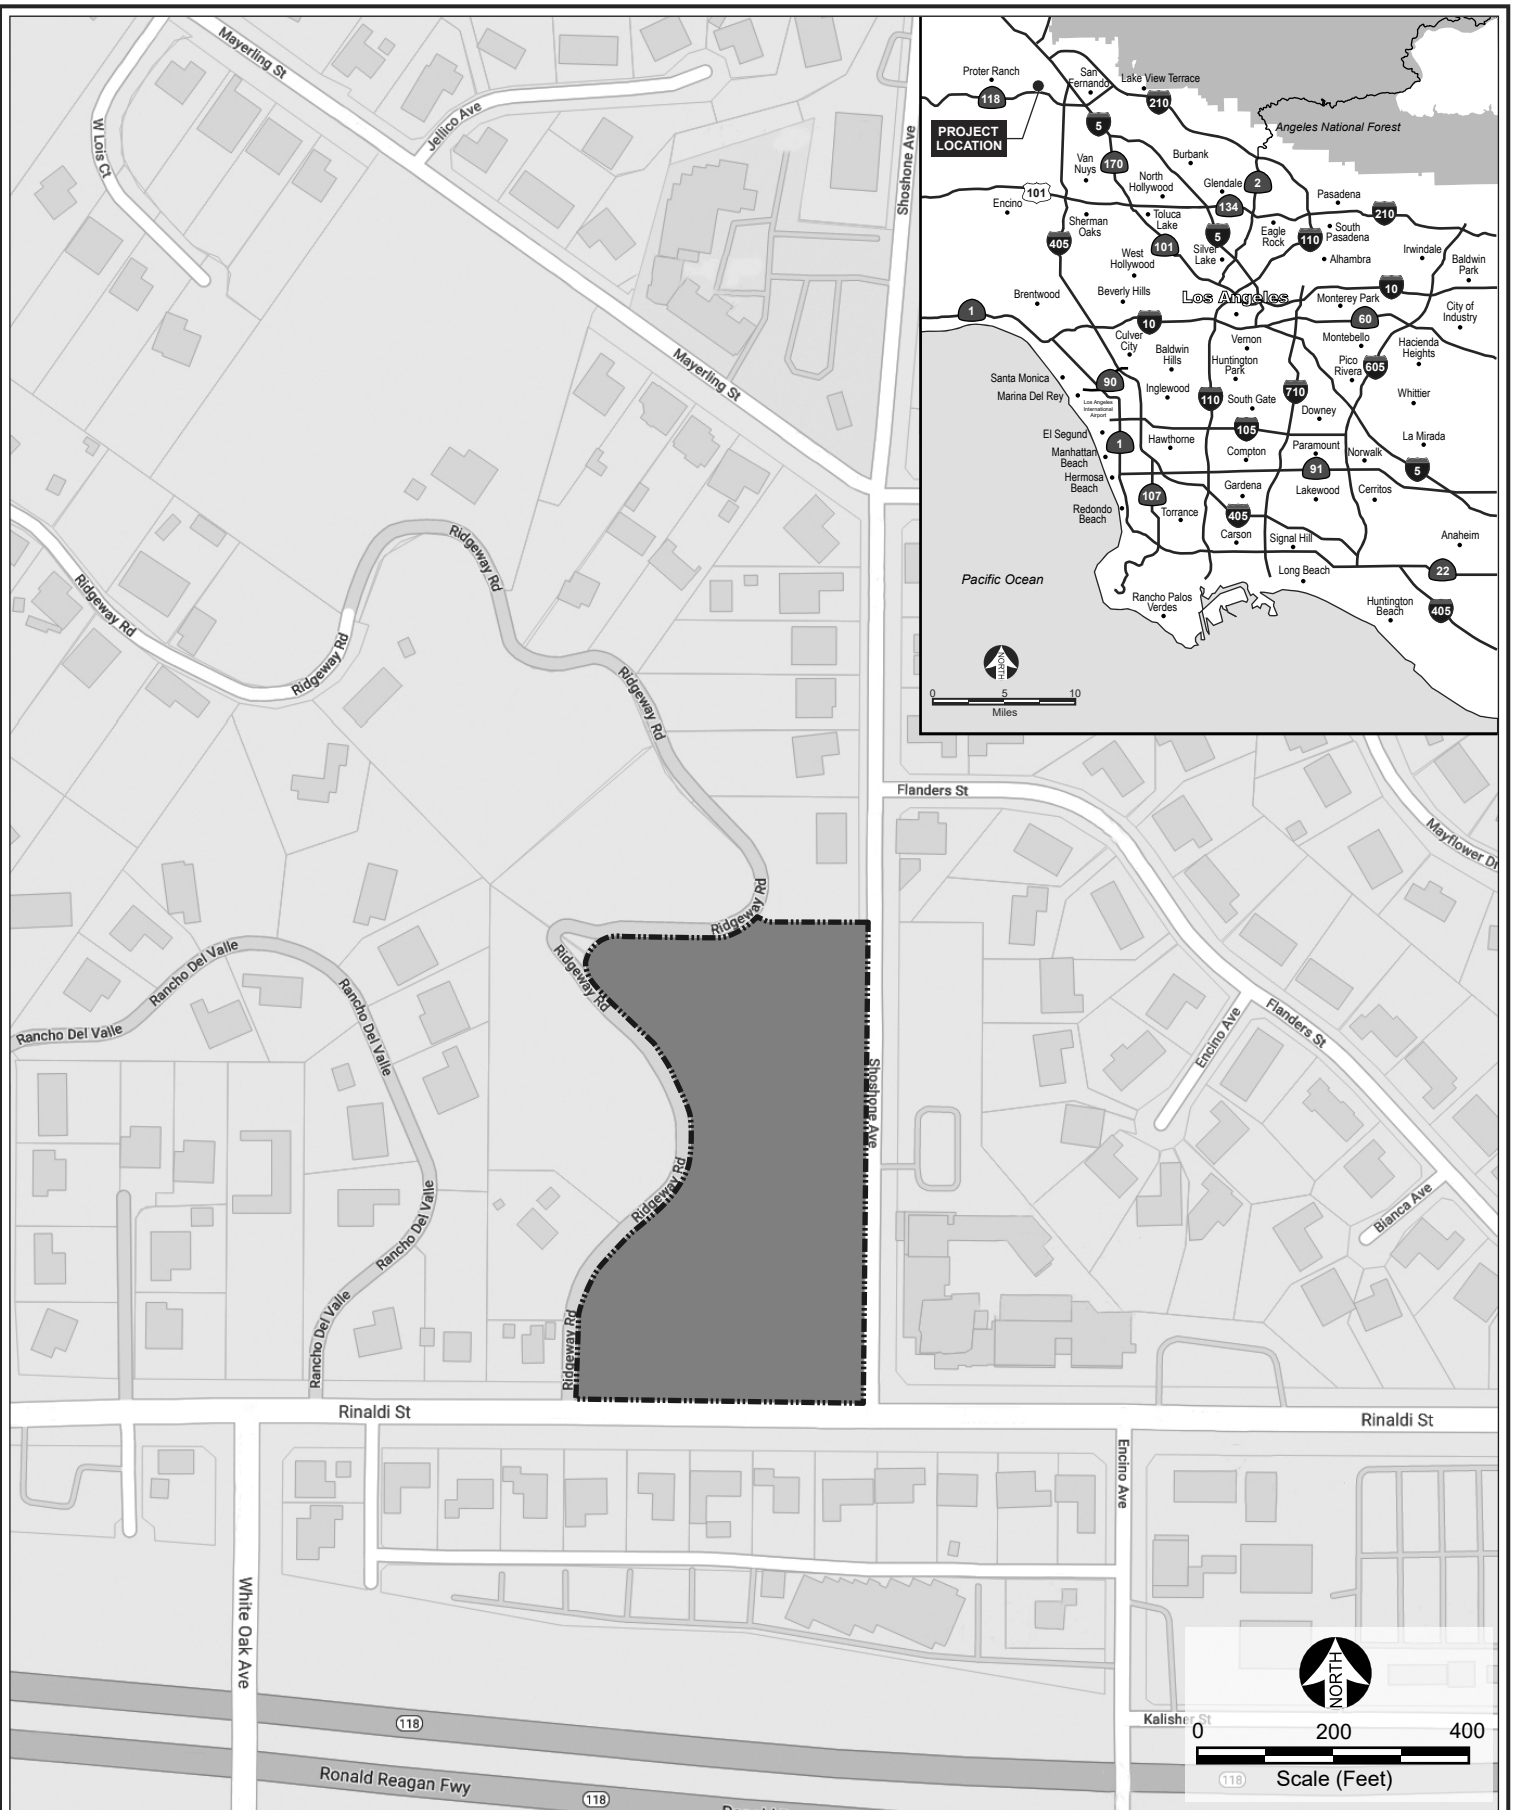 Mayerling St
Jellico Ave
W Lois Ct
Shoshone Ave
Mayerling St
Ridgeway Rd
Ridgeway Rd
Ridgeway Rd
Ridgeway Rd
Flanders St
Mayflower Dr
Ridgeway Rd
Ridgeway Rd
Rancho Del Valle
Rancho Del Valle
Rancho Del Valle
Flanders St
Encino Ave
Shoshone Ave
Ridgeway Rd
Rancho Del Valle
Bianca Ave
Rancho Del Valle
Ridgeway Rd
Rinaldi St
Rinaldi St
Encino Ave
White Oak Ave
Kalisher St
118
Ronald Reagan Fwy
118
118
NORTH
0 200 400
Scale (Feet)
Proter Ranch
San
Fernando
Lake View Terrace
118
210
PROJECT
LOCATION
5
Angeles National Forest
Van
Nuys
170
Burbank
North
Hollywood
Glendale
2
Pasadena
101
Encino
134
210
Sherman
Oaks
Toluca
Lake
5
Eagle
Rock
110
South
Pasadena
405
101
Silver
Lake
Alhambra
Irwindale
Baldwin
Park
West
Hollywood
Brentwood
Beverly Hills
Los Angeles
Monterey Park
10
City of
Industry
1
10
60
Culver
City
Baldwin
Hills
Vernon
Montebello
Hacienda
Heights
Huntington
Park
Pico
Rivera
605
Santa Monica
90
Marina Del Rey
Los Angeles
International
Airport
Inglewood
110
South Gate
710
Downey
Whittier
El Segund
1
Hawthorne
105
La Mirada
Manhattan
Beach
Compton
Paramount
Norwalk
Hermosa
Beach
91
5
107
Gardena
Lakewood
Cerritos
Redondo
Beach
Torrance
405
Carson
Signal Hill
Anaheim
Pacific Ocean
Long Beach
22
Rancho Palos
Verdes
Huntington
Beach
405
NORTH
0 5 10
Miles